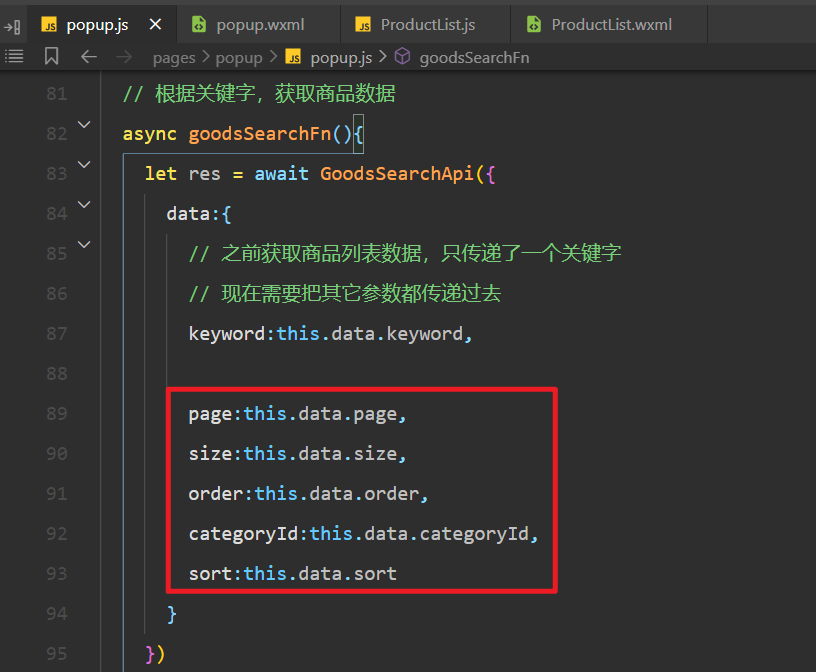 JS popup.js × popup.wxml JS ProductList.js ProductList.wxml
pages > popup > JS popup.js > goodsSearchFn
81 // 根据关键字，获取商品数据
82 async goodsSearchFn(){
83 let res = await GoodsSearchApi({
84 data:{
85 // 之前获取商品列表数据，只传递了一个关键字
86 // 现在需要把其它参数都传递过去
87 keyword:this.data.keyword,
88
89 page:this.data.page,
90 size:this.data.size,
91 order:this.data.order,
92 categoryId:this.data.categoryId,
93 sort:this.data.sort
94 }
95 })